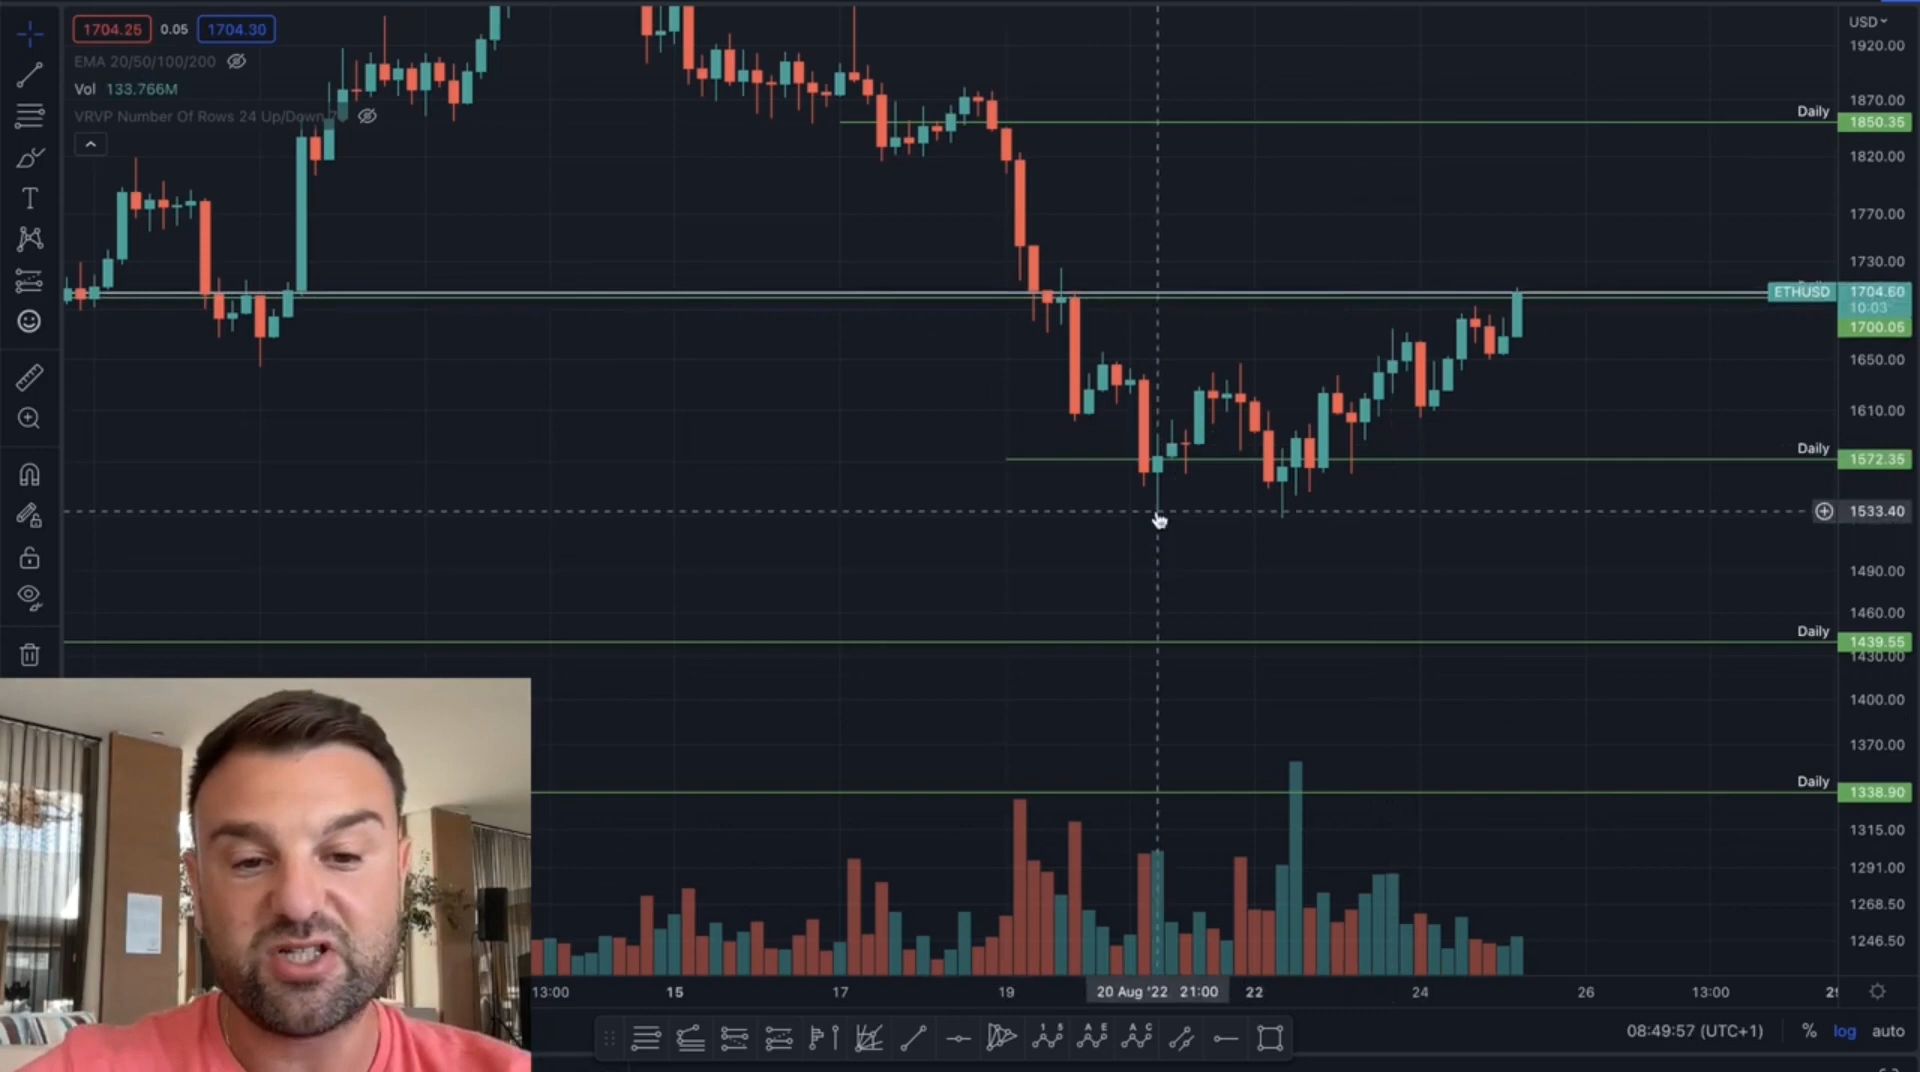 1704.25 0.05 1704.30
EMA 20/50/100/200
Vol 133.766M
VRVP Number Of Rows 24 Up/Down
USD
1920.00
1870.00
Daily
1850.35
1820.00
1770.00
1730.00
ETHUSD 1704.60
10:03
1700.05
1650.00
1610.00
Daily
1572.35
1533.40
1490.00
1460.00
Daily
1439.55
1430.00
1400.00
1370.00
Daily
1338.90
1315.00
1291.00
1268.50
1246.50
13:00 15 17 19 20 Aug '22 21:00 22 24 26 13:00
T
1 5
A E
A C
08:49:57 (UTC+1) % log auto